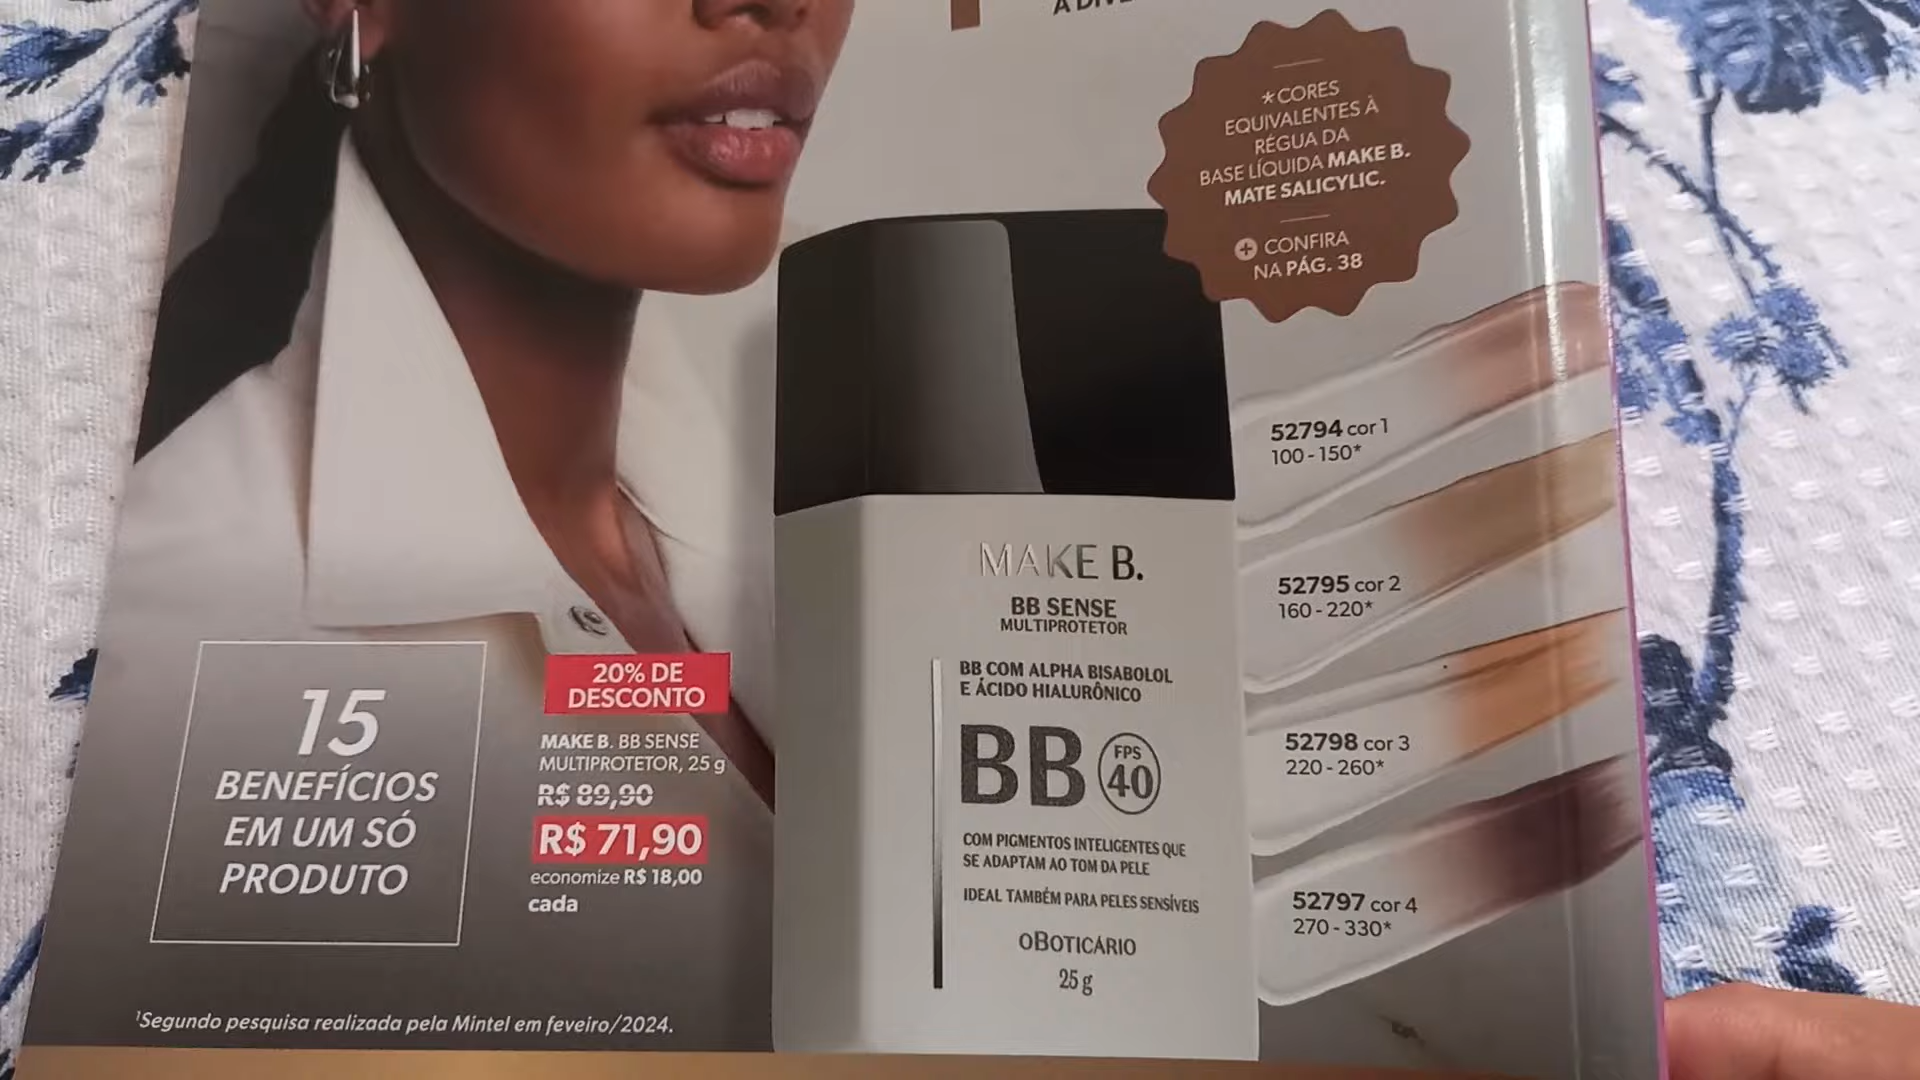 *CORES
EQUIVALENTES À
RÉGUA DA
BASE LÍQUIDA MAKE B.
MATE SALICYLIC.
+ CONFIRA
NA PÁG. 38
52794 cor 1
100 - 150*
52795 cor 2
160 - 220*
52798 cor 3
220 - 260*
52797 cor 4
270 - 330*
MAKE B.
BB SENSE
MULTIPROTETOR
BB COM ALPHA BISABOLOL
E ÁCIDO HIALURÔNICO
BB FPS
40
COM PIGMENTOS INTELIGENTES QUE
SE ADAPTAM AO TOM DA PELE
IDEAL TAMBÉM PARA PELES SENSÍVEIS
OBOTICÁRIO
25 g
15
BENEFÍCIOS
EM UM SÓ
PRODUTO
20% DE
DESCONTO
MAKE B. BB SENSE
MULTIPROTETOR, 25 g
R$ 89,90
R$ 71,90
economize R$ 18,00
cada
¹Segundo pesquisa realizada pela Mintel em feveiro/2024.